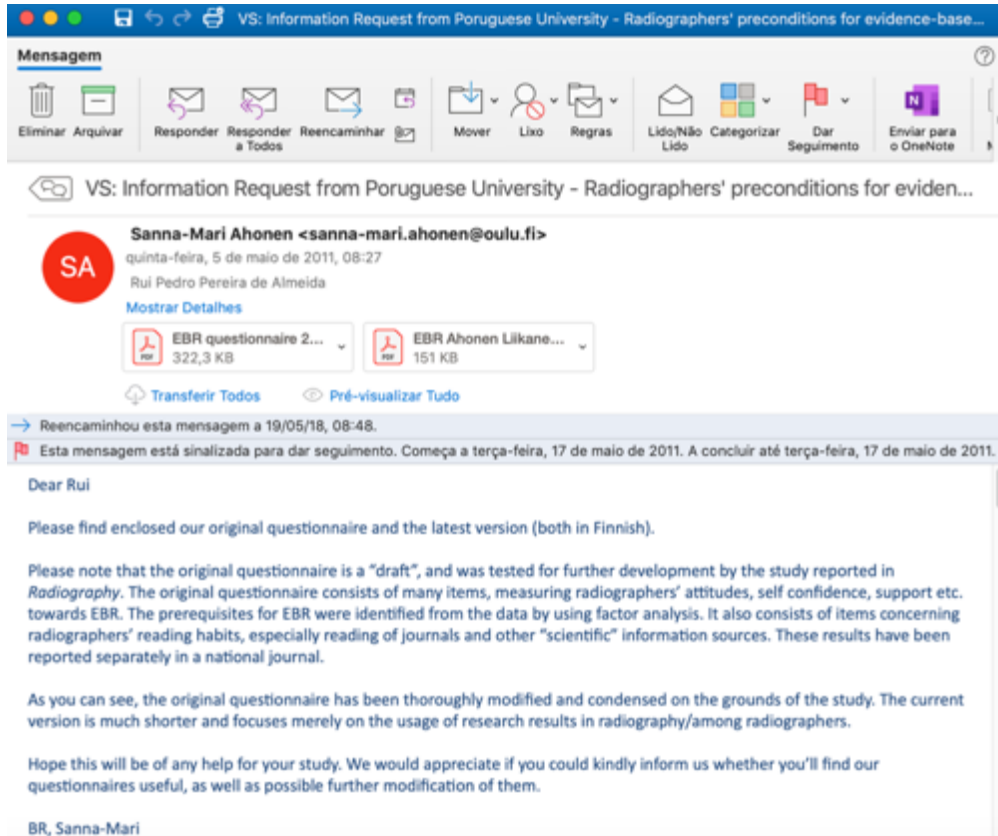 VS: Information Request from Poruguese University - Radiographers' preconditions for evidence-base...
Mensagem
Eliminar
Arquivar
Responder
Responder a Todos
Reencaminhar
Mover
Lixo
Regras
Lido/Não Lido
Categorizar
Dar Seguimento
Enviar para o OneNote
VS: Information Request from Poruguese University - Radiographers' preconditions for eviden...
SA
Sanna-Mari Ahonen <sanna-mari.ahonen@oulu.fi>
quinta-feira, 5 de maio de 2011, 08:27
Rui Pedro Pereira de Almeida
Mostrar Detalhes
PDF
EBR questionnaire 2...
322,3 KB
PDF
EBR Ahonen Liikane...
151 KB
Transferir Todos
Pré-visualizar Tudo
Reencaminhou esta mensagem a 19/05/18, 08:48.
Esta mensagem está sinalizada para dar seguimento. Começa a terça-feira, 17 de maio de 2011. A concluir até terça-feira, 17 de maio de 2011.
Dear Rui
Please find enclosed our original questionnaire and the latest version (both in Finnish).
Please note that the original questionnaire is a "draft", and was tested for further development by the study reported in
Radiography. The original questionnaire consists of many items, measuring radiographers' attitudes, self confidence, support etc.
towards EBR. The prerequisites for EBR were identified from the data by using factor analysis. It also consists of items concerning
radiographers' reading habits, especially reading of journals and other "scientific" information sources. These results have been
reported separately in a national journal.
As you can see, the original questionnaire has been thoroughly modified and condensed on the grounds of the study. The current
version is much shorter and focuses merely on the usage of research results in radiography/among radiographers.
Hope this will be of any help for your study. We would appreciate if you could kindly inform us whether you'll find our
questionnaires useful, as well as possible further modification of them.
BR, Sanna-Mari